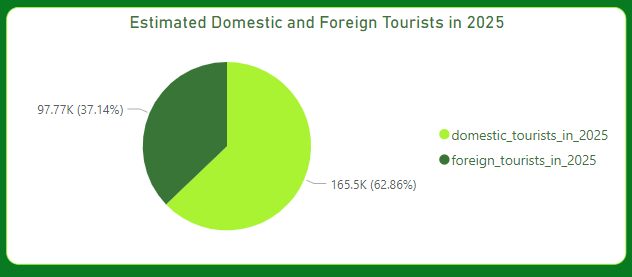 Estimated Domestic and Foreign Tourists in 2025
97.77K (37.14%)
domestic_tourists_in_2025
foreign_tourists_in_2025
165.5K (62.86%)